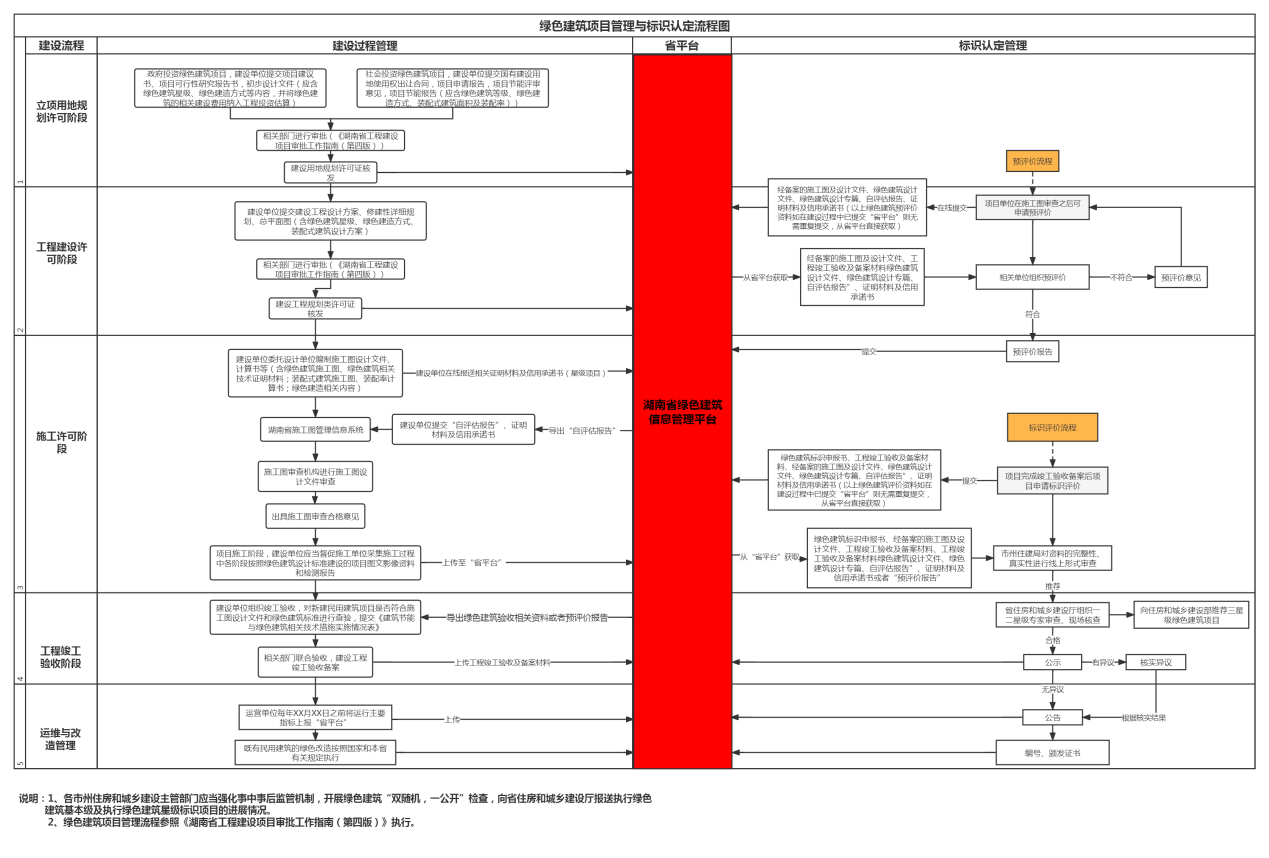 绿色建筑项目管理与标识认定流程图
建设流程
建设过程管理
省平台
标识认定管理
立项用地规
划许可阶段
1
政府投资绿色建筑项目，建设单位提交项目建议
书、项目可行性研究报告书，初步设计文件（应含
绿色建筑星级、绿色建造方式等内容，并将绿色建
筑的相关建设费用纳入工程投资估算）
社会投资绿色建筑项目，建设单位提交国有建设用
地使用权出让合同，项目申请报告，项目节能评审
意见，项目节能报告（应含绿色建筑等级、绿色建
造方式、装配式建筑面积及装配率））
相关部门进行审批（《湖南省工程建设
项目审批工作指南（第四版））
建设用地规划许可证核
发
工程建设许
可阶段
2
建设单位提交建设工程设计方案、修建性详细规
划、总平面图（含绿色建筑星级、绿色建造方式、
装配式建筑设计方案）
相关部门进行审批（《湖南省工程建设
项目审批工作指南（第四版））
建设工程规划类许可证
核发
施工许可阶
段
3
建设单位委托设计单位编制施工图设计文件、
计算书等（含绿色建筑施工图、绿色建筑相关
技术证明材料；装配式建筑施工图、装配率计
算书；绿色建造相关内容）
建设单位在线报送相关证明材料及信用承诺书（星级项目）
湖南省施工图管理信息系统
建设单位提交“自评估报告”、证明
材料及信用承诺书
导出“自评估报告”
施工图审查机构进行施工图设
计文件审查
出具施工图审查合格意见
项目施工阶段，建设单位应当督促施工单位采集施工过程
中各阶段按照绿色建筑设计标准建设的项目图文影像资料
和检测报告
上传至“省平台”
工程竣工
验收阶段
4
建设单位组织竣工验收，对新建民用建筑项目是否符合施
工图设计文件和绿色建筑标准进行查验，提交《建筑节能
与绿色建筑相关技术措施实施情况表》
导出绿色建筑验收相关资料或者预评价报告
相关部门联合验收，建设工程
竣工验收备案
上传工程竣工验收及备案材料
运维与改
造管理
5
运营单位每年XX月XX日之前将运行主要
指标上报“省平台”
上传
既有民用建筑的绿色改造按照国家和本省
有关规定执行
湖南省绿色建筑
信息管理平台
预评价流程
经备案的施工图及设计文件、绿色建筑设计
文件、绿色建筑设计专篇、自评估报告、证
明材料及信用承诺书（以上绿色建筑预评价
资料如在建设过程中已提交“省平台”则无
需重复提交，从省平台直接获取）
在线提交
项目单位在施工图审查之后可
申请预评价
从省平台获取
经备案的施工图及设计文件、工
程竣工验收及备案材料绿色建筑
设计文件、绿色建筑设计专篇、
自评估报告”、证明材料及信用
承诺书
相关单位组织预评价
不符合
预评价意见
符合
提交
预评价报告
标识评价流程
绿色建筑标识申报书、工程竣工验收及备案材
料、经备案的施工图及设计文件、绿色建筑设计
文件、绿色建筑设计专篇、自评估报告”、证明
材料及信用承诺书（以上绿色建筑评价资料如在
建设过程中已提交“省平台”则无需重复提交，
从省平台直接获取）
提交
项目完成竣工验收备案后项
目申请标识评价
从“省平台”获取
绿色建筑标识申报书、经备案的施工图及设
计文件、工程竣工验收及备案材料、工程竣
工验收及备案材料绿色建筑设计文件、绿色
建筑设计专篇、自评估报告”、证明材料及
信用承诺书或者“预评价报告”
市州住建局对资料的完整性、
真实性进行线上形式审查
推荐
省住房和城乡建设厅组织一
二星级专家审查、现场核查
向住房和城乡建设部推荐三星
级绿色建筑项目
合格
公示
有异议
核实异议
无异议
公告
根据核实结果
编号、颁发证书
说明：1、各市州住房和城乡建设主管部门应当强化事中事后监管机制，开展绿色建筑“双随机，一公开”检查，向省住房和城乡建设厅报送执行绿色
建筑基本级及执行绿色建筑星级标识项目的进展情况。
2、绿色建筑项目管理流程参照《湖南省工程建设项目审批工作指南（第四版）》执行。